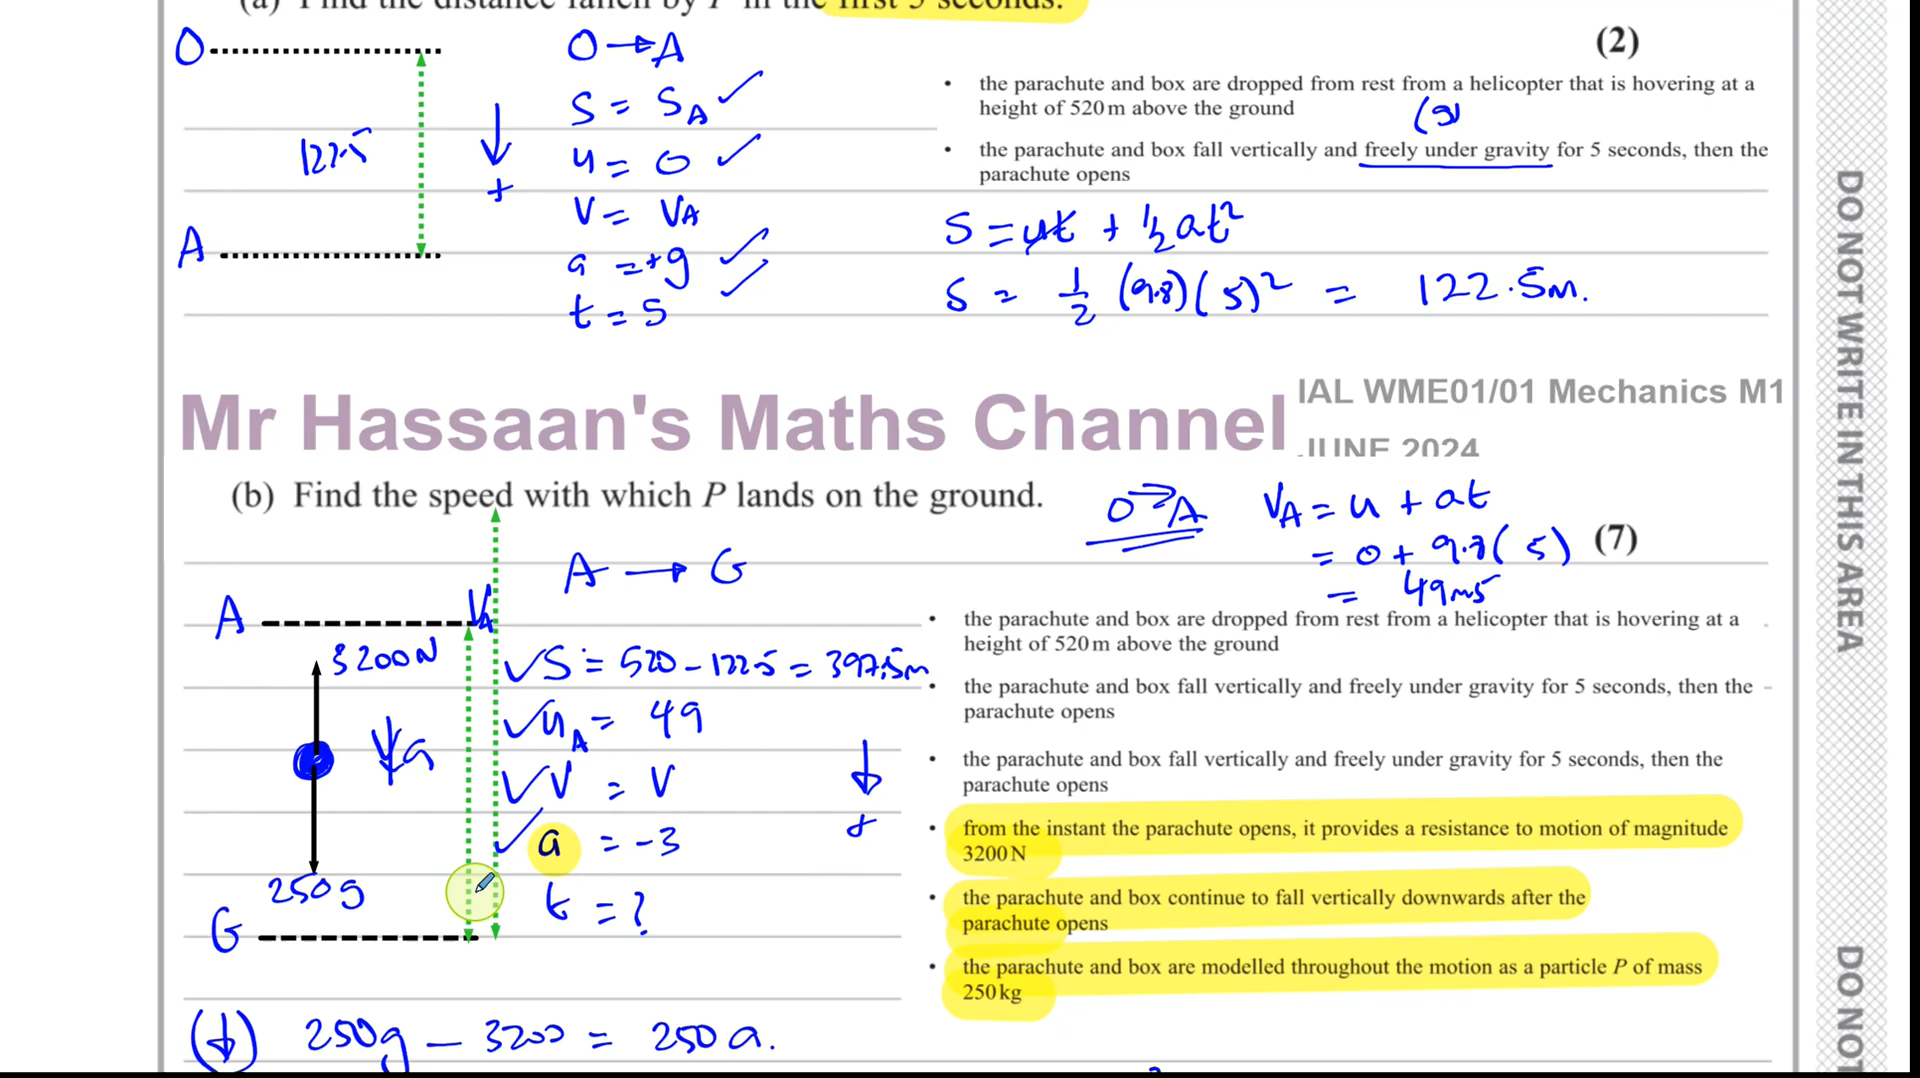 (a) Find the distance fallen by P in the first 5 seconds.
(2)
O
A
122.5
+
O → A
S = SA ✓
u = 0 ✓
V = VA
a = +g ✓
t = 5 ✓
• the parachute and box are dropped from rest from a helicopter that is hovering at a
height of 520 m above the ground
(g)
• the parachute and box fall vertically and freely under gravity for 5 seconds, then the
parachute opens
S = ut + ½at²
S = ½ (9.8)(5)² = 122.5m.
Mr Hassaan's Maths Channel
IAL WME01/01 Mechanics M1
JUNE 2024
(b) Find the speed with which P lands on the ground.
(7)
O → A
VA = u + at
= 0 + 9.8(5)
= 49ms
A → G
A
VA
3200N
a
250g
G
✓S = 520 - 122.5 = 397.5m
✓uA = 49
✓V = V
✓a = -3
t = ?
+
• the parachute and box are dropped from rest from a helicopter that is hovering at a
height of 520 m above the ground
• the parachute and box fall vertically and freely under gravity for 5 seconds, then the
parachute opens
• the parachute and box fall vertically and freely under gravity for 5 seconds, then the
parachute opens
• from the instant the parachute opens, it provides a resistance to motion of magnitude
3200 N
• the parachute and box continue to fall vertically downwards after the
parachute opens
• the parachute and box are modelled throughout the motion as a particle P of mass
250 kg
(↓) 250g - 3200 = 250a.
DO NOT WRITE IN THIS AREA
DO NOT